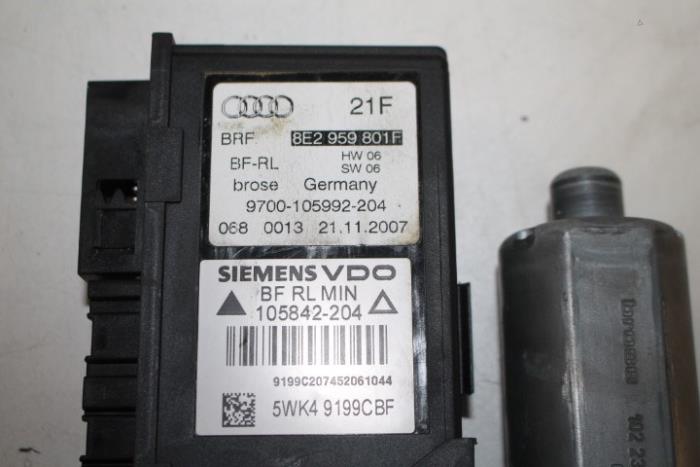 21F
BRF 8E2 959 801F
BF-RL HW 06
SW 06
brose Germany
9700-105992-204
068 0013 21.11.2007
SIEMENS VDO
BF RL MIN
105842-204
9199C207452061044
5WK4 9199CBF
brose